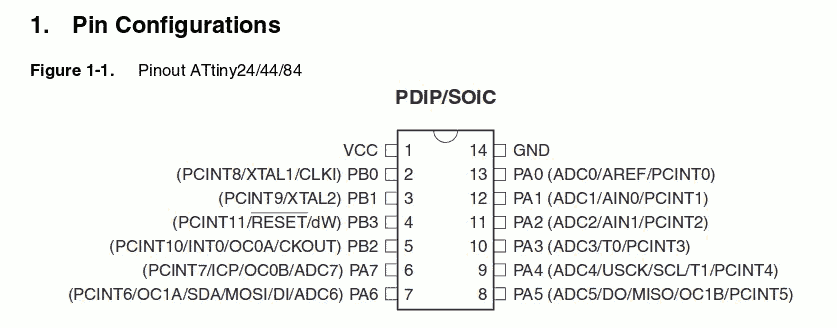 1. Pin Configurations
Figure 1-1. Pinout ATtiny24/44/84
PDIP/SOIC
VCC 1 14 GND
(PCINT8/XTAL1/CLKI) PB0 2 13 PA0 (ADC0/AREF/PCINT0)
(PCINT9/XTAL2) PB1 3 12 PA1 (ADC1/AIN0/PCINT1)
(PCINT11/RESET/dW) PB3 4 11 PA2 (ADC2/AIN1/PCINT2)
(PCINT10/INT0/OC0A/CKOUT) PB2 5 10 PA3 (ADC3/T0/PCINT3)
(PCINT7/ICP/OC0B/ADC7) PA7 6 9 PA4 (ADC4/USCK/SCL/T1/PCINT4)
(PCINT6/OC1A/SDA/MOSI/DI/ADC6) PA6 7 8 PA5 (ADC5/DO/MISO/OC1B/PCINT5)